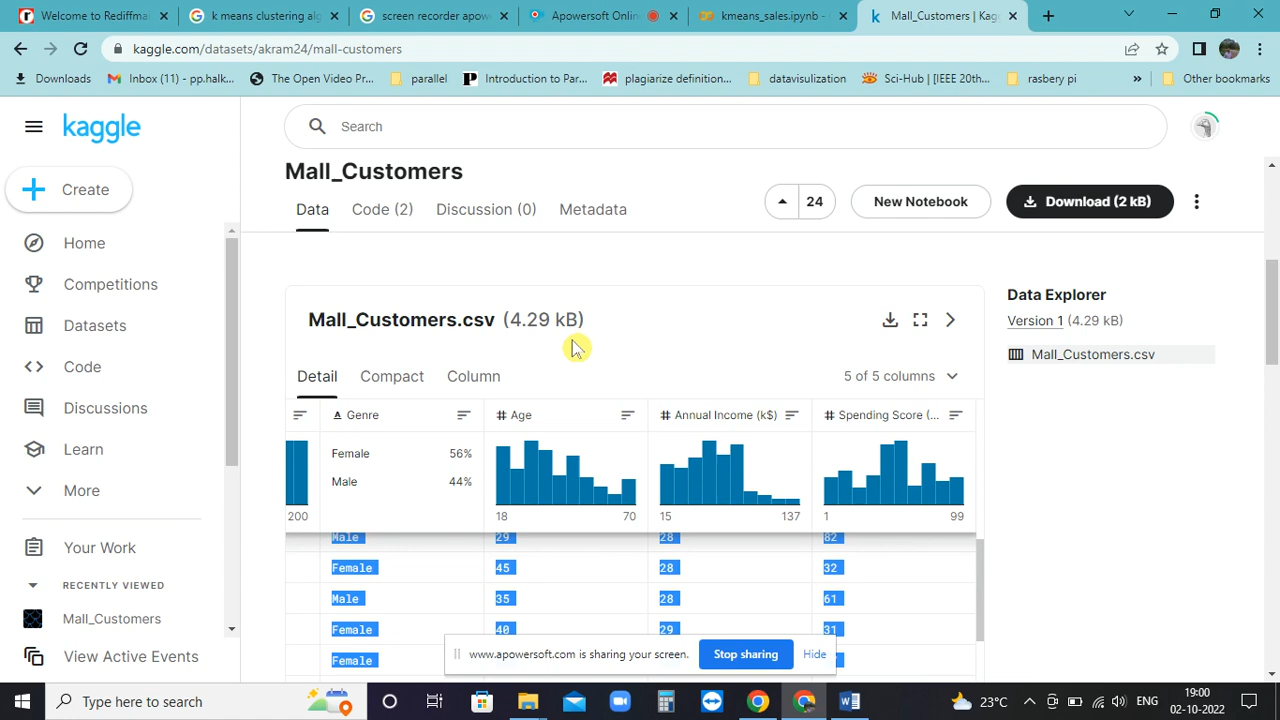 Welcome to Rediffmail
k means clustering alg
screen recorder apow
Apowersoft Onli
kmeans_sales.ipynb -
Mall_Customers | Kag
kaggle.com/datasets/akram24/mall-customers
Downloads
Inbox (11) - pp.halk...
The Open Video Pr...
parallel
Introduction to Par...
plagiarize definition...
datavisulization
Sci-Hub | [IEEE 20th...
rasbery pi
»
Other bookmarks
kaggle
Search
Create
Home
Competitions
Datasets
Code
Discussions
Learn
More
Your Work
RECENTLY VIEWED
Mall_Customers
View Active Events
Mall_Customers
Data
Code (2)
Discussion (0)
Metadata
24
New Notebook
Download (2 kB)
Mall_Customers.csv (4.29 kB)
Detail
Compact
Column
5 of 5 columns
Genre
# Age
# Annual Income (k$)
# Spending Score (...
Female 56%
Male 44%
200
18 70
15 137
1 99
Male 29 28 82
Female 45 28 32
Male 35 28 61
Female 40 29 31
Female
Data Explorer
Version 1 (4.29 kB)
Mall_Customers.csv
www.apowersoft.com is sharing your screen.
Stop sharing
Hide
Type here to search
23°C
ENG
19:00
02-10-2022